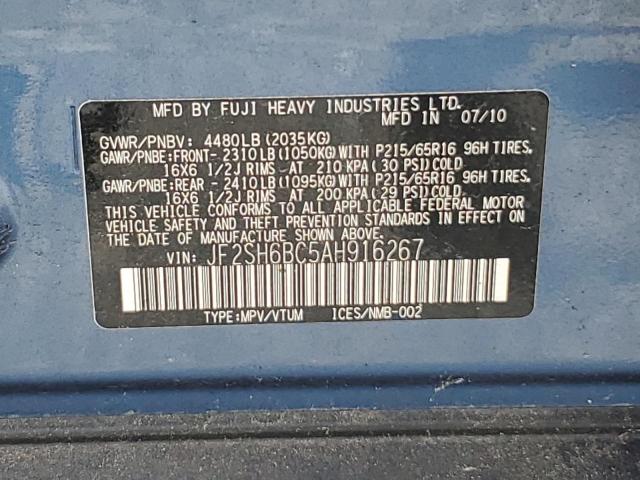 MFD BY FUJI HEAVY INDUSTRIES LTD.
MFD IN 07/10
GVWR/PNBV: 4480LB(2035KG)
GAWR/PNBE:FRONT- 2310LB(1050KG)WITH P215/65R16 96H TIRES.
16X6 1/2J RIMS- AT 210 KPA(30 PSI)COLD
GAWR/PNBE:REAR - 2410LB(1095KG)WITH P215/65R16 96H TIRES.
16X6 1/2J RIMS- AT 200 KPA(29 PSI)COLD
THIS VEHICLE CONFORMS TO ALL APPLICABLE FEDERAL MOTOR
VEHICLE SAFETY AND THEFT PREVENTION STANDARDS IN EFFECT
ON THE DATE OF MANUFACTURE SHOWN ABOVE.
VIN: JF2SH6BC5AH916267
TYPE:MPV/VTUM ICES/NMB-002